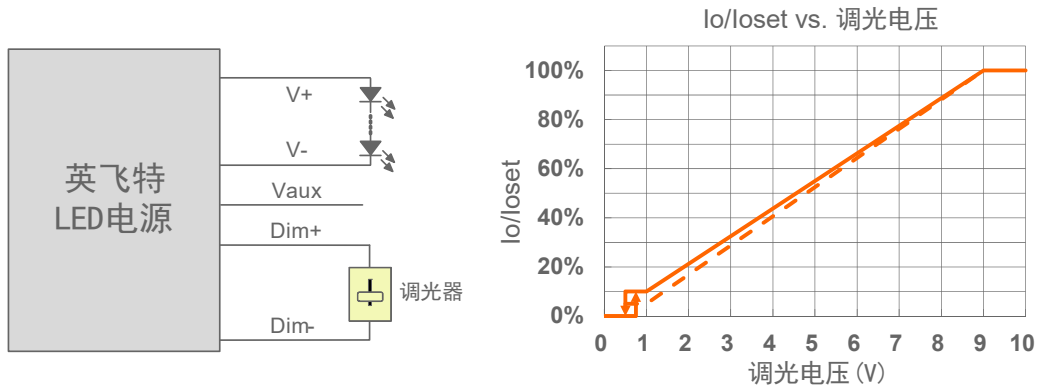 英飞特
LED电源
V+
V-
Vaux
Dim+
Dim-
调光器
Io/Ioset vs. 调光电压
Io/Ioset
100%
80%
60%
40%
20%
0%
0 1 2 3 4 5 6 7 8 9 10
调光电压(V)